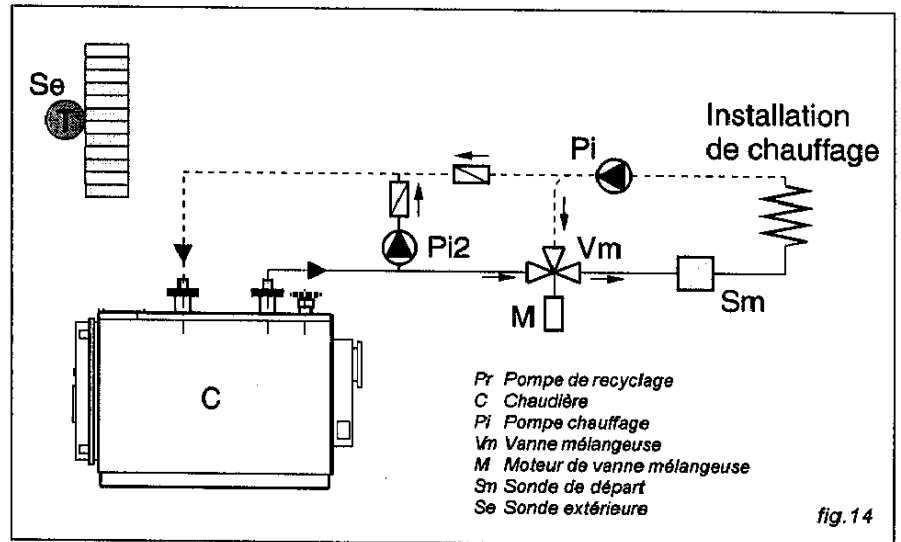 Se
T
Installation
de chauffage
Pi
Pi2
Vm
Sm
M
C
Pr Pompe de recyclage
C Chaudière
Pi Pompe chauffage
Vm Vanne mélangeuse
M Moteur de vanne mélangeuse
Sm Sonde de départ
Se Sonde extérieure
fig.14